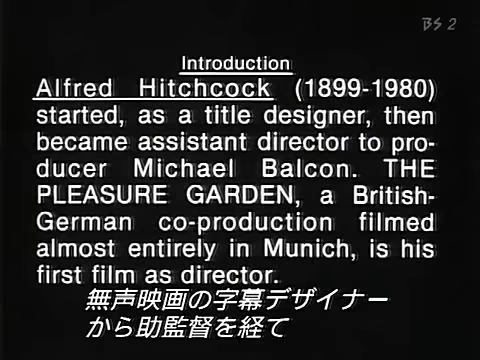 BS 2
Introduction
Alfred Hitchcock (1899-1980)
started, as a title designer, then
became assistant director to pro-
ducer Michael Balcon. THE
PLEASURE GARDEN, a British-
German co-production filmed
almost entirely in Munich, is his
first film as director.
無声映画の字幕デザイナー
から助監督を経て